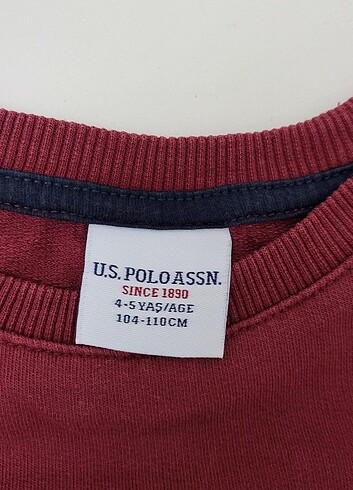 U.S. POLO ASSN.
SINCE 1890
4-5 YAŞ/AGE
104-110CM